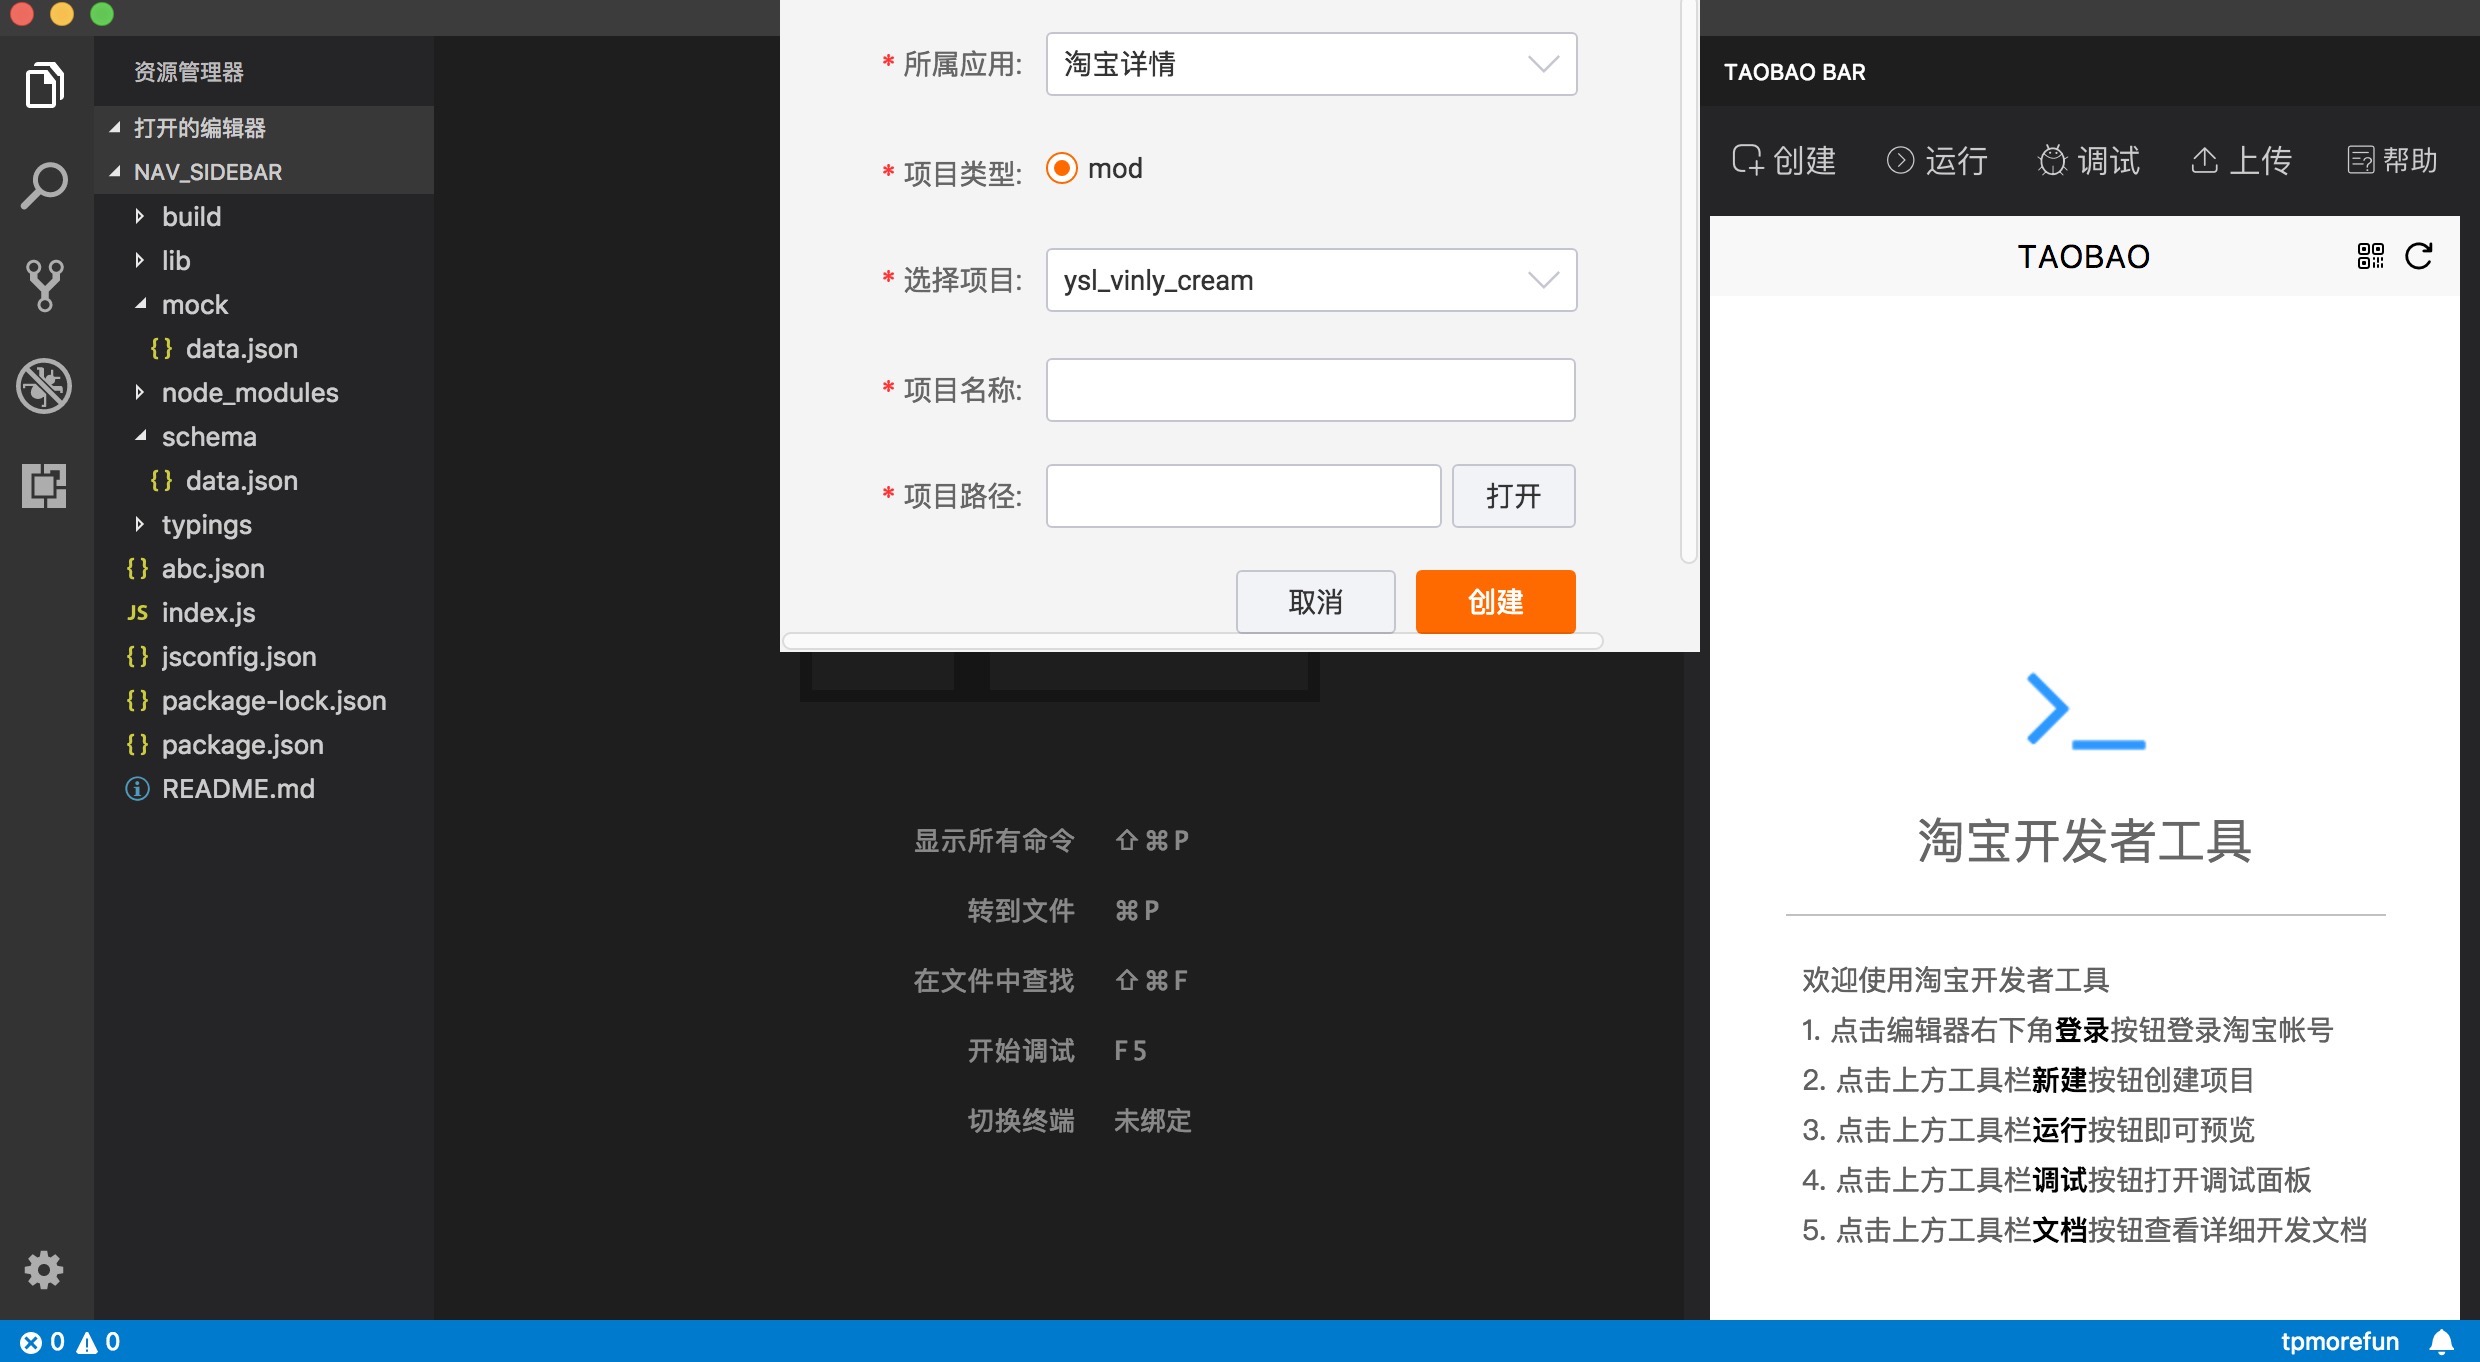 资源管理器
打开的编辑器
NAV_SIDEBAR
build
lib
mock
{} data.json
node_modules
schema
{} data.json
typings
{} abc.json
JS index.js
{} jsconfig.json
{} package-lock.json
{} package.json
README.md
* 所属应用: 淘宝详情
* 项目类型: mod
* 选择项目: ysl_vinly_cream
* 项目名称:
* 项目路径: 打开
取消 创建
显示所有命令 ⇧⌘P
转到文件 ⌘P
在文件中查找 ⇧⌘F
开始调试 F5
切换终端 未绑定
TAOBAO BAR
创建 运行 调试 上传 帮助
TAOBAO
淘宝开发者工具
欢迎使用淘宝开发者工具
1. 点击编辑器右下角登录按钮登录淘宝帐号
2. 点击上方工具栏新建按钮创建项目
3. 点击上方工具栏运行按钮即可预览
4. 点击上方工具栏调试按钮打开调试面板
5. 点击上方工具栏文档按钮查看详细开发文档
0 0
tpmorefun